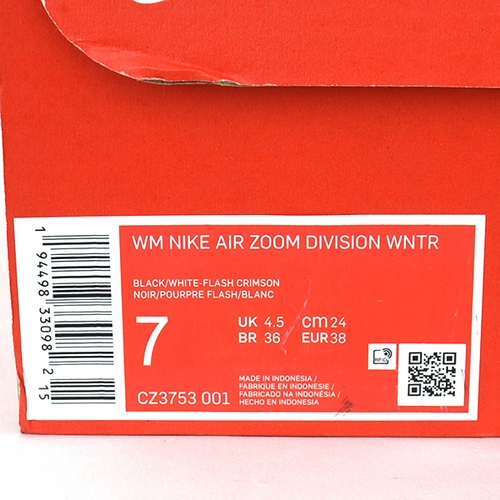 WM NIKE AIR ZOOM DIVISION WNTR
BLACK/WHITE-FLASH CRIMSON
NOIR/POURPRE FLASH/BLANC
7
UK 4.5 cm 24
BR 36 EUR 38
CZ3753 001
MADE IN INDONESIA /
FABRIQUE EN INDONESIE /
FABRICADO NA INDONÉSIA /
HECHO EN INDONESIA
RFID
1 94498 33098 2 15